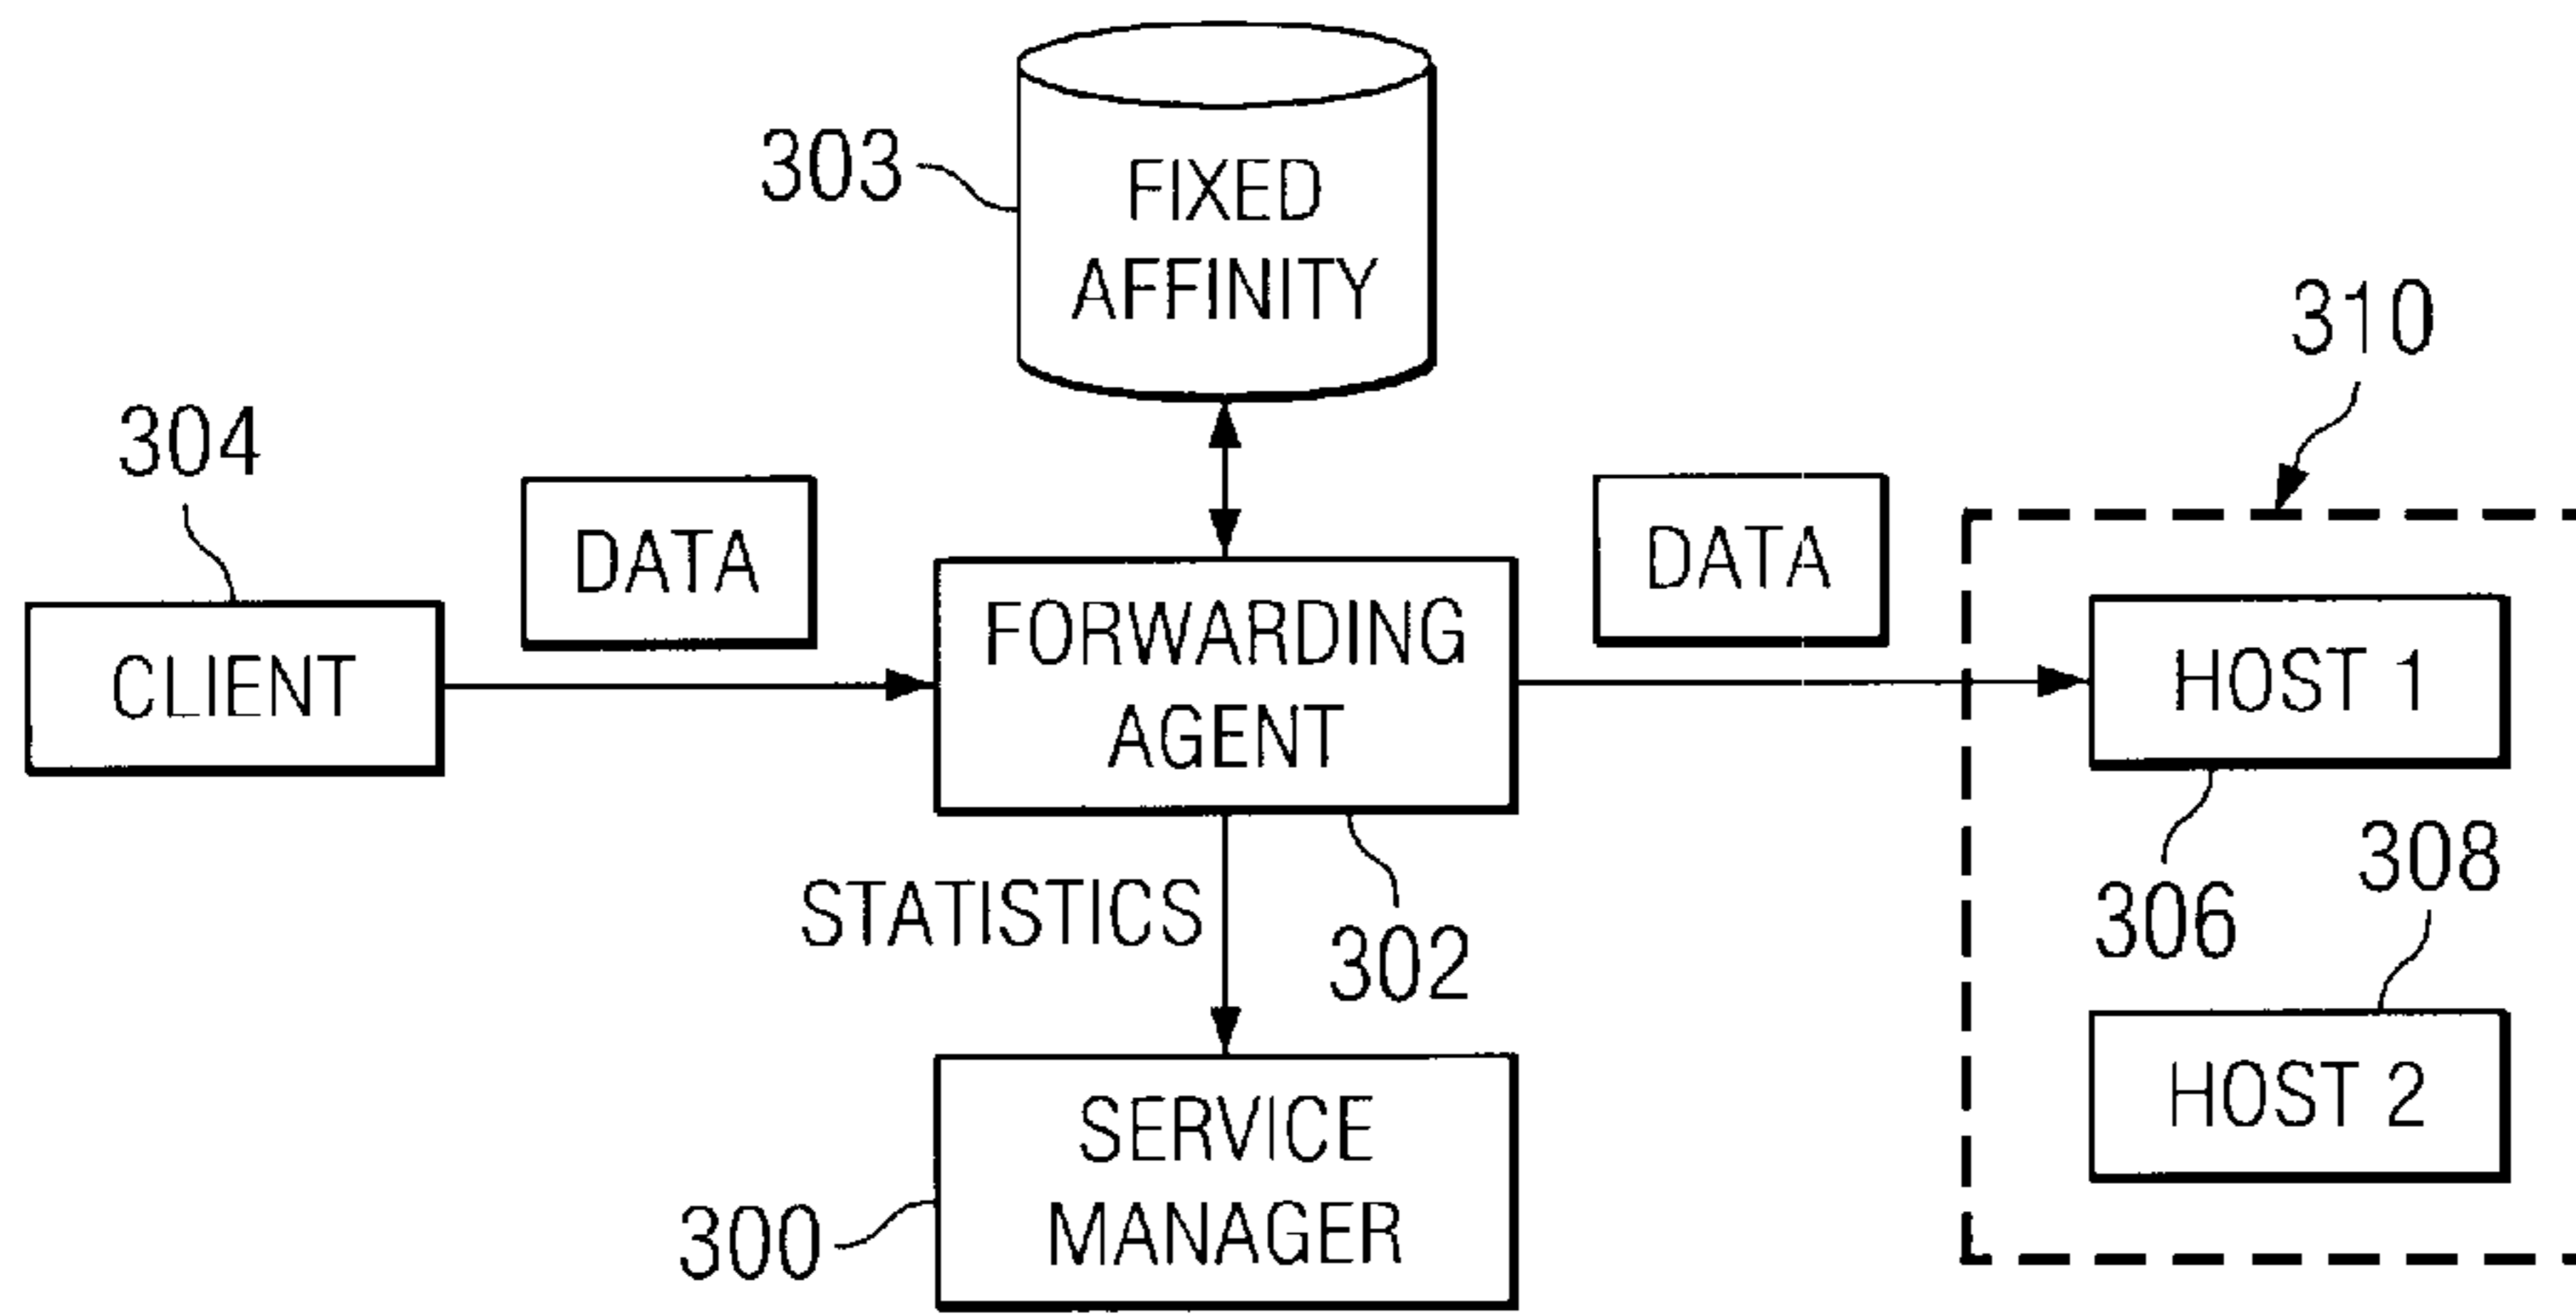 303
FIXED
AFFINITY
310
304
DATA
DATA
CLIENT
FORWARDING
AGENT
HOST 1
STATISTICS
302
306
308
HOST 2
SERVICE
MANAGER
300